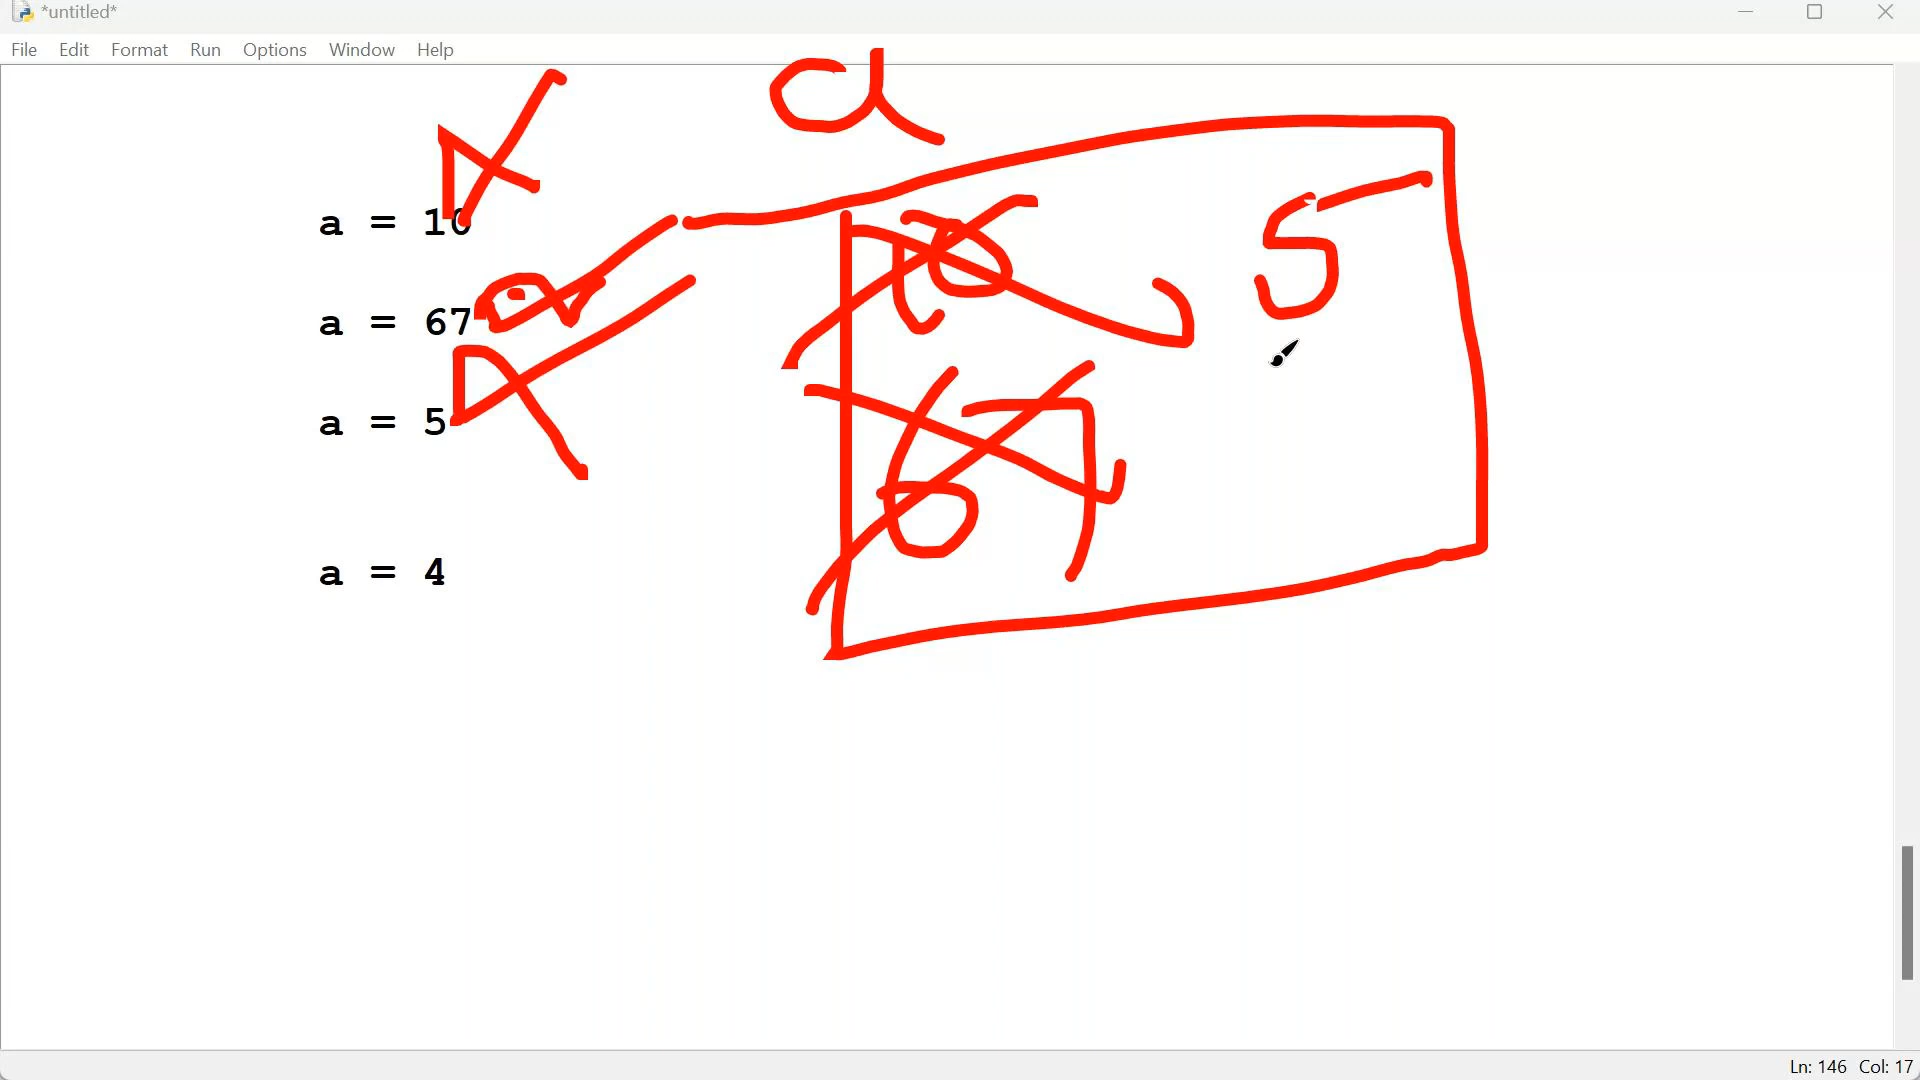 *untitled*
File Edit Format Run Options Window Help
a
a = 10
10 5
a = 67
a = 5
67
a = 4
Ln: 146 Col: 17